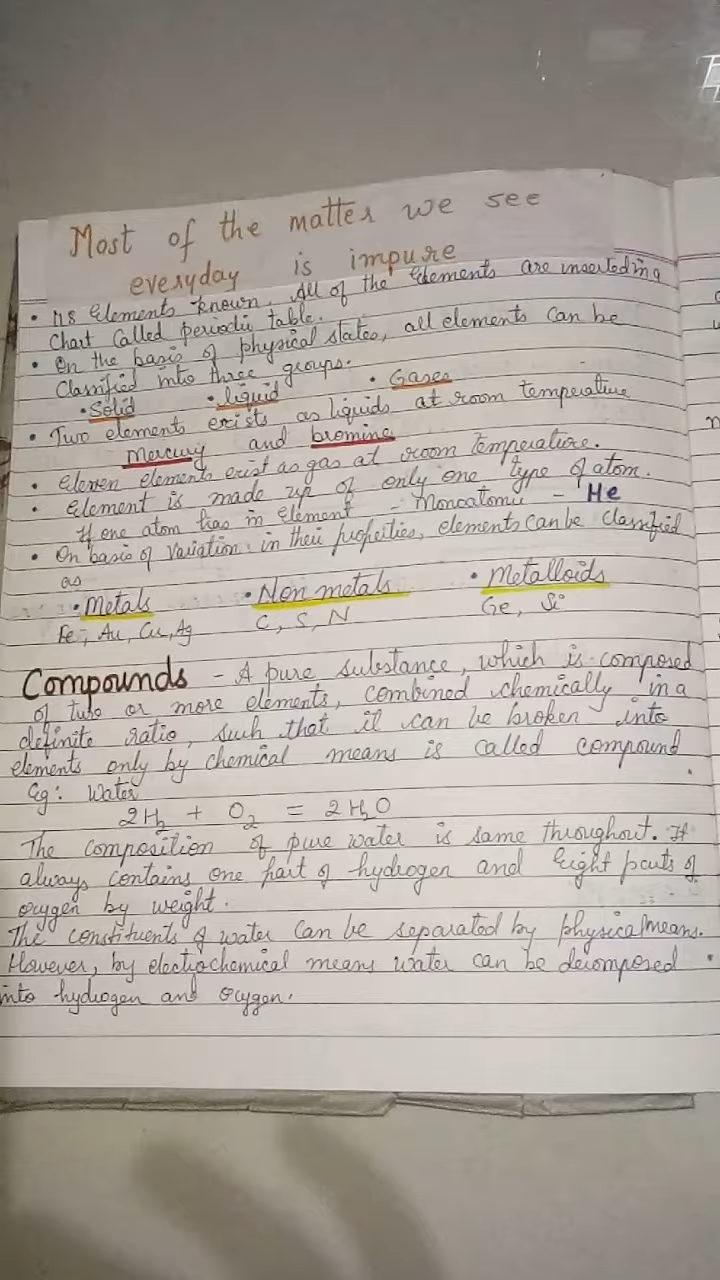 Most of the matter we see
everyday is impure
• 118 Elements known. All of the Elements are inserted in a
Chart Called periodic table.
• On the basis of physical states, all elements can be
Classified into three groups.
• Solid • liquid • Gases
• Two elements exists as liquids at room temperature
Mercury and bromine
• Eleven elements exist as gas at room temperature.
• Element is made up of only one type of atom.
If one atom has in element - Monoatomic - He
• On basis of variation in their properties, elements can be classified
as
• Metals • Non metals • Metalloids
Fe, Au, Cu, Ag C, S, N Ge, Si
Compounds - A pure substance, which is composed
of two or more elements, combined chemically in a
definite ratio, such that it can be broken into
elements only by chemical means is called compound.
Eg: Water
2H₂ + O₂ = 2H₂O
The composition of pure water is same throughout. It
always contains one part of hydrogen and Eight parts of
oxygen by weight.
The constituents of water can be separated by physical means.
However, by electrochemical means water can be decomposed
into hydrogen and oxygen.